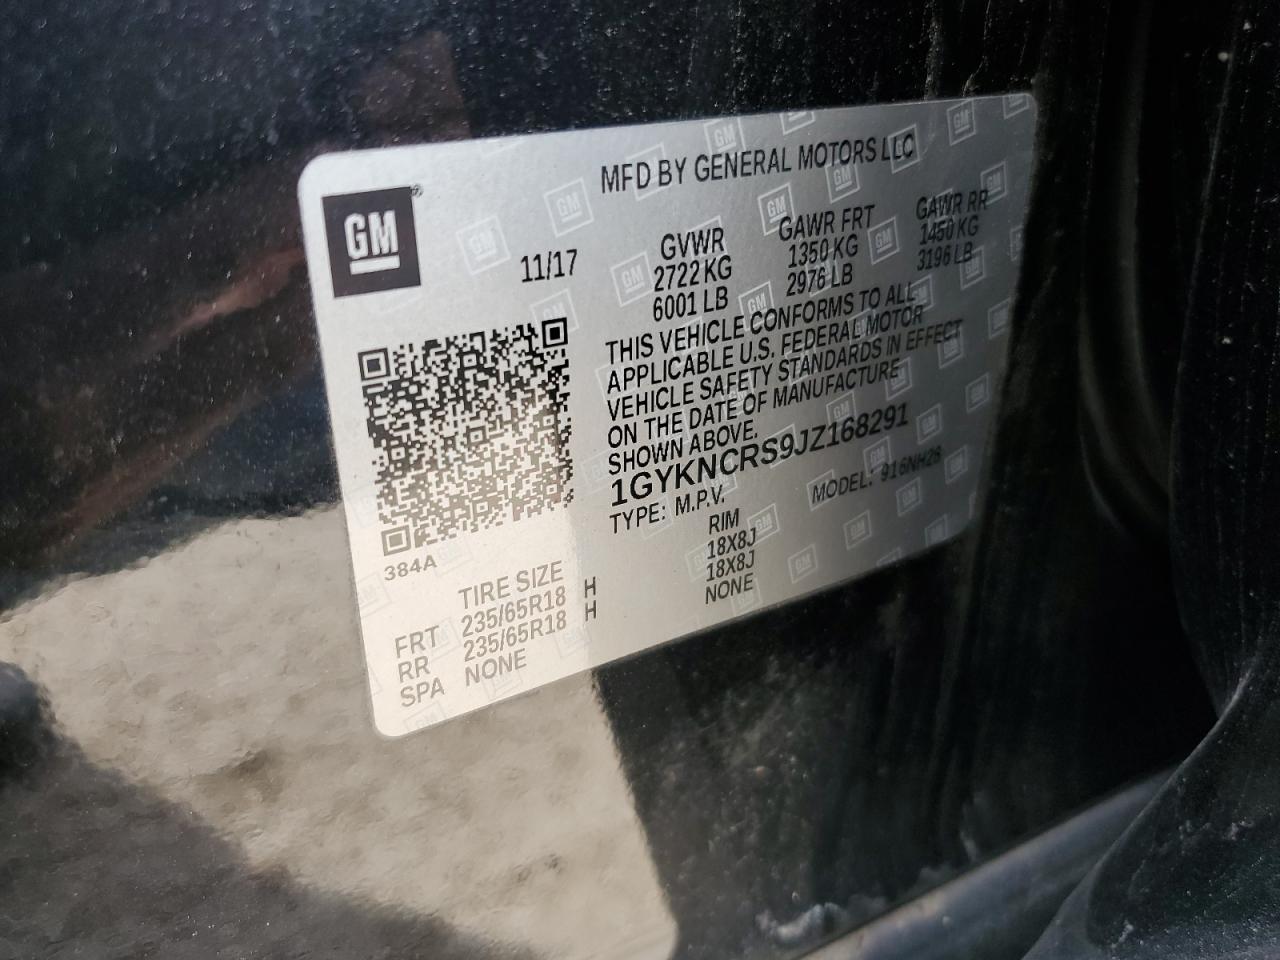 MFD BY GENERAL MOTORS LLC
GM
11/17
GVWR GAWR FRT GAWR RR
2722 KG 1350 KG 1450 KG
6001 LB 2976 LB 3196 LB
THIS VEHICLE CONFORMS TO ALL
APPLICABLE U.S. FEDERAL MOTOR
VEHICLE SAFETY STANDARDS IN EFFECT
ON THE DATE OF MANUFACTURE
SHOWN ABOVE.
1GYKNCRS9JZ168291
TYPE: M.P.V. MODEL: 916NH26
384A
TIRE SIZE RIM
FRT 235/65R18 H 18X8J
RR 235/65R18 H 18X8J
SPA NONE NONE